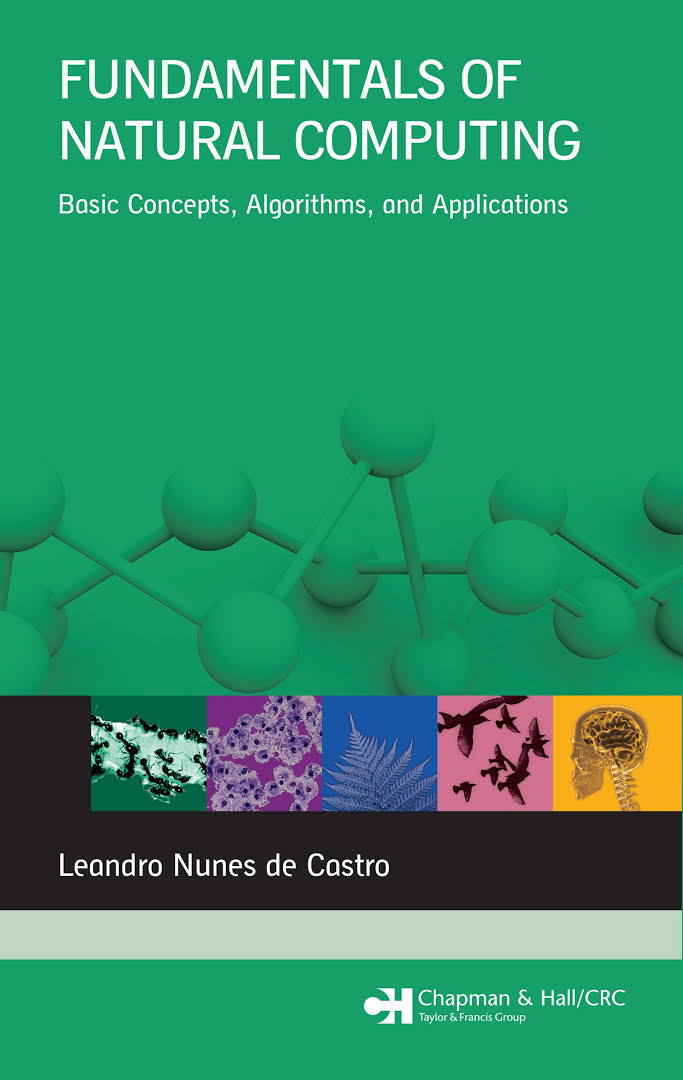 FUNDAMENTALS OF
NATURAL COMPUTING
Basic Concepts, Algorithms, and Applications
Leandro Nunes de Castro
CH Chapman & Hall/CRC
Taylor & Francis Group